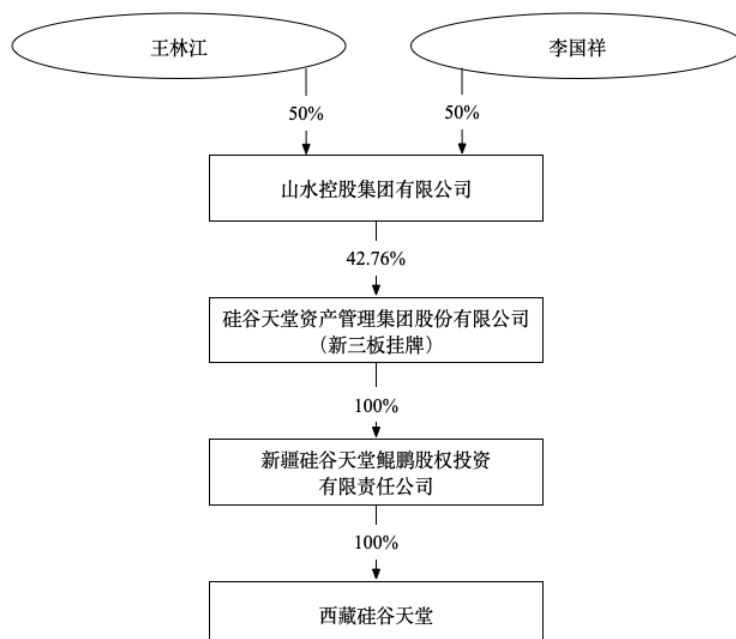 王林江
李国祥
50%
50%
山水控股集团有限公司
42.76%
硅谷天堂资产管理集团股份有限公司
（新三板挂牌）
100%
新疆硅谷天堂鲲鹏股权投资
有限责任公司
100%
西藏硅谷天堂